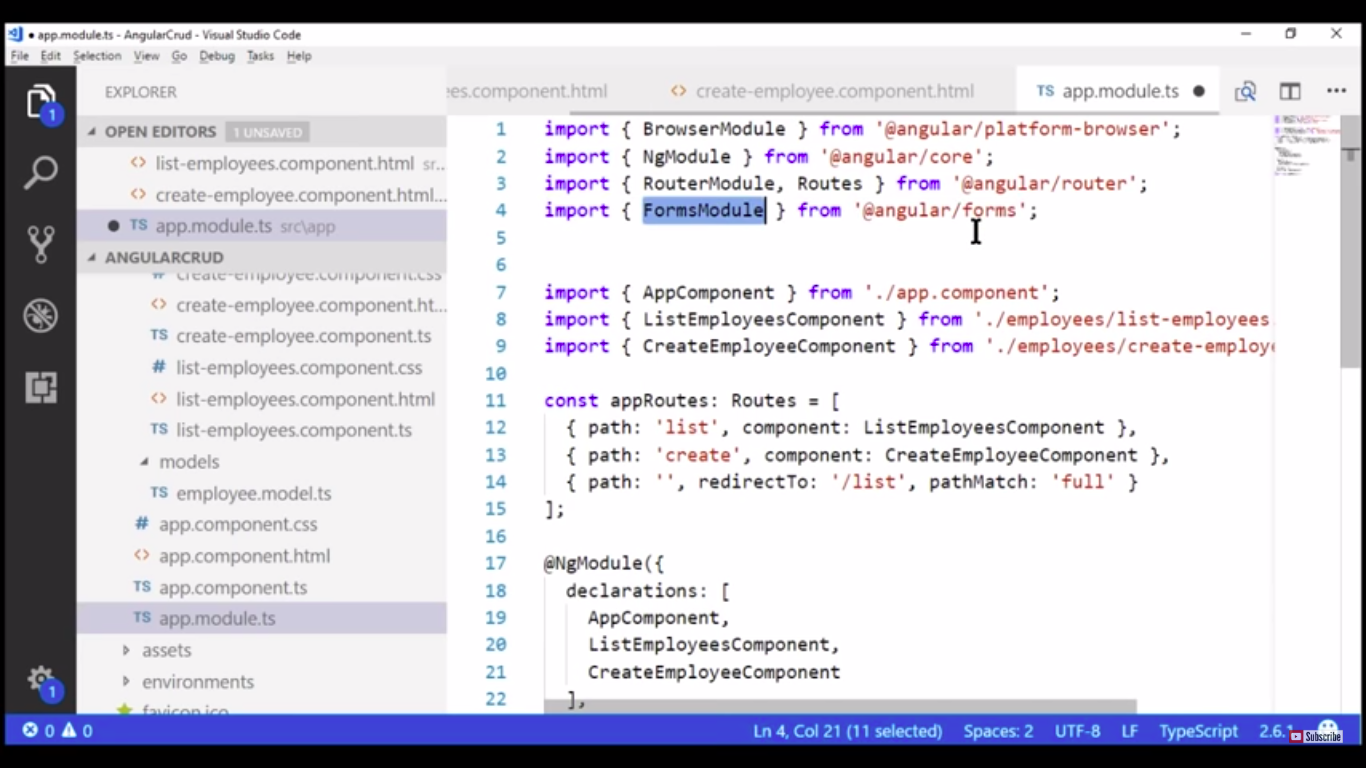 app.module.ts - AngularCrud - Visual Studio Code
File Edit Selection View Go Debug Tasks Help
EXPLORER
OPEN EDITORS 1 UNSAVED
list-employees.component.html sr...
create-employee.component.html...
TS app.module.ts src\app
ANGULARCRUD
# create-employee.component.css
<> create-employee.component.ht...
TS create-employee.component.ts
# list-employees.component.css
<> list-employees.component.html
TS list-employees.component.ts
models
TS employee.model.ts
# app.component.css
<> app.component.html
TS app.component.ts
TS app.module.ts
assets
environments
favicon.ico
1
1
ees.component.html <> create-employee.component.html TS app.module.ts
1 import { BrowserModule } from '@angular/platform-browser';
2 import { NgModule } from '@angular/core';
3 import { RouterModule, Routes } from '@angular/router';
4 import { FormsModule } from '@angular/forms';
5
6
7 import { AppComponent } from './app.component';
8 import { ListEmployeesComponent } from './employees/list-employees.
9 import { CreateEmployeeComponent } from './employees/create-employe
10
11 const appRoutes: Routes = [
12 { path: 'list', component: ListEmployeesComponent },
13 { path: 'create', component: CreateEmployeeComponent },
14 { path: '', redirectTo: '/list', pathMatch: 'full' }
15 ];
16
17 @NgModule({
18 declarations: [
19 AppComponent,
20 ListEmployeesComponent,
21 CreateEmployeeComponent
22 ],
0 0 Ln 4, Col 21 (11 selected) Spaces: 2 UTF-8 LF TypeScript 2.6.
Subscribe